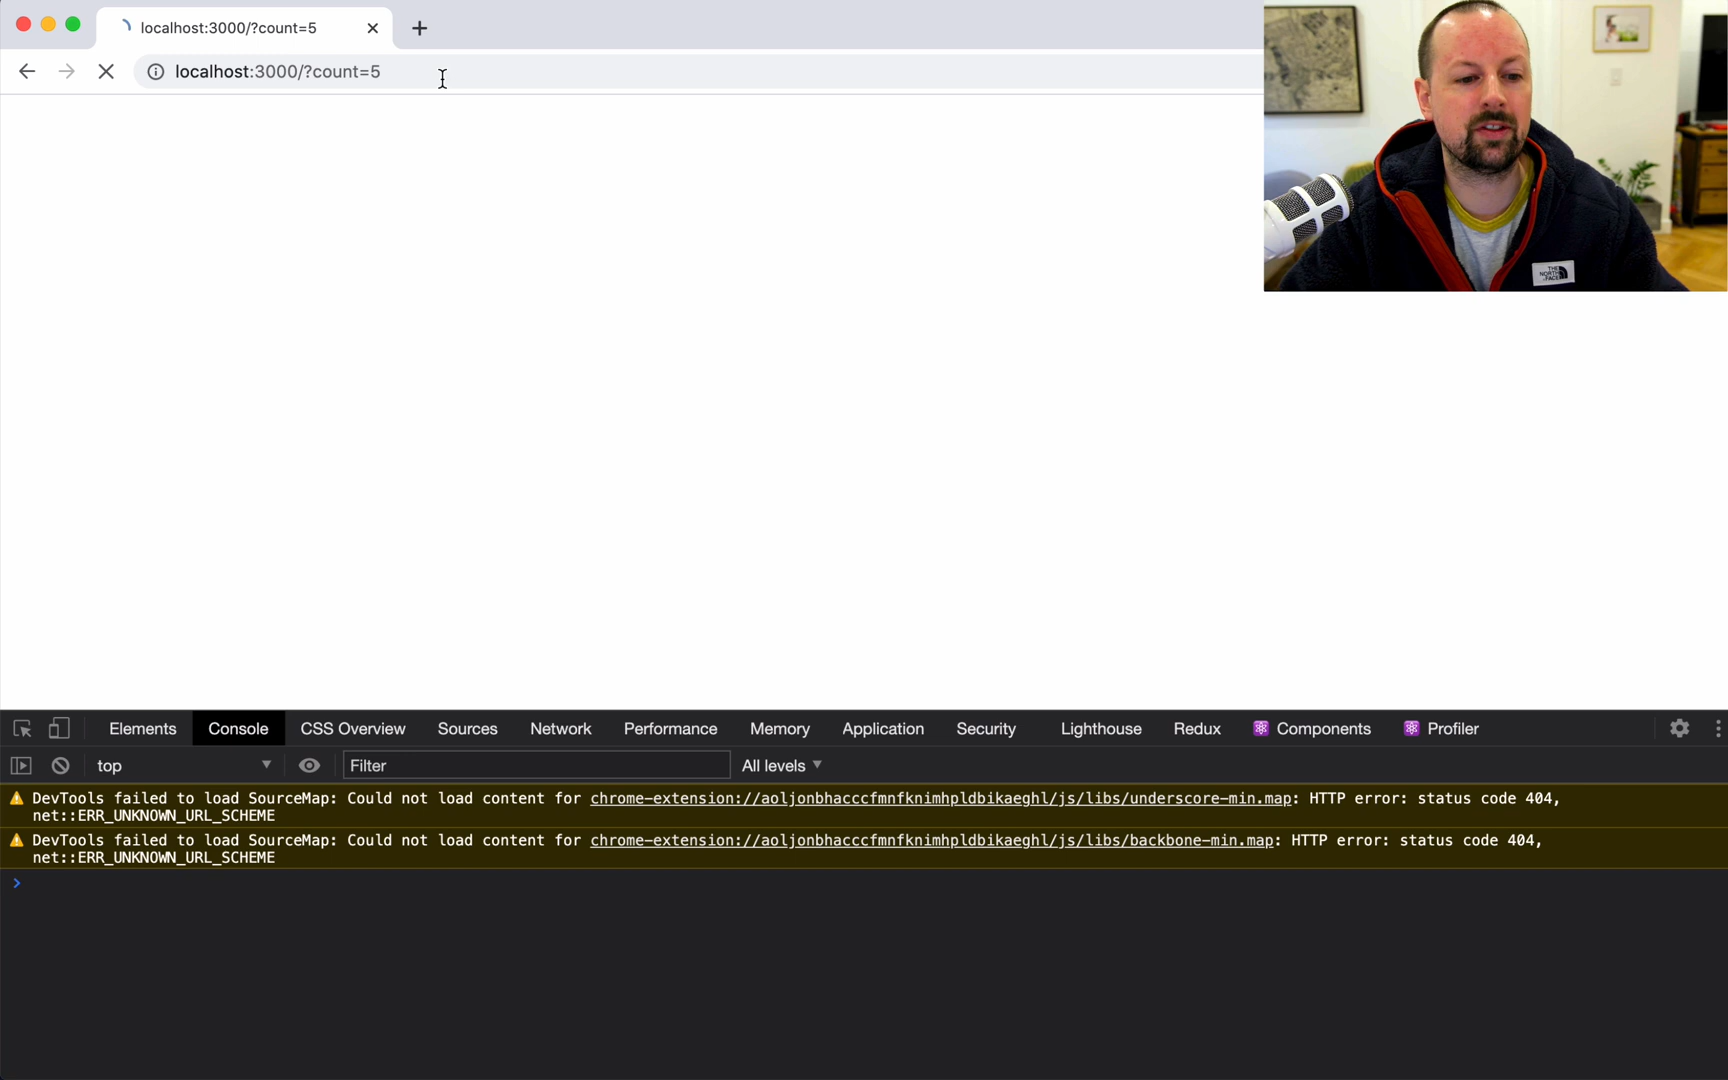 localhost:3000/?count=5
localhost:3000/?count=5
THE
NORTH
FACE
Elements Console CSS Overview Sources Network Performance Memory Application Security Lighthouse Redux Components Profiler
top Filter All levels
DevTools failed to load SourceMap: Could not load content for chrome-extension://aoljonbhacccfmnfknimhpldbikaeghl/js/libs/underscore-min.map: HTTP error: status code 404,
net::ERR_UNKNOWN_URL_SCHEME
DevTools failed to load SourceMap: Could not load content for chrome-extension://aoljonbhacccfmnfknimhpldbikaeghl/js/libs/backbone-min.map: HTTP error: status code 404,
net::ERR_UNKNOWN_URL_SCHEME